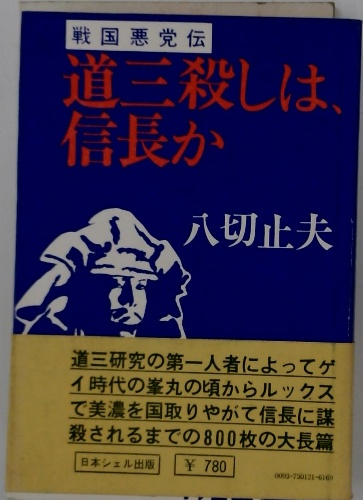 戦国悪党伝
道三殺しは、
信長か
八切止夫
道三研究の第一人者によってゲ
イ時代の峯丸の頃からルックス
で美濃を国取りやがて信長に謀
殺されるまでの800枚の大長篇
日本シェル出版
¥ 780